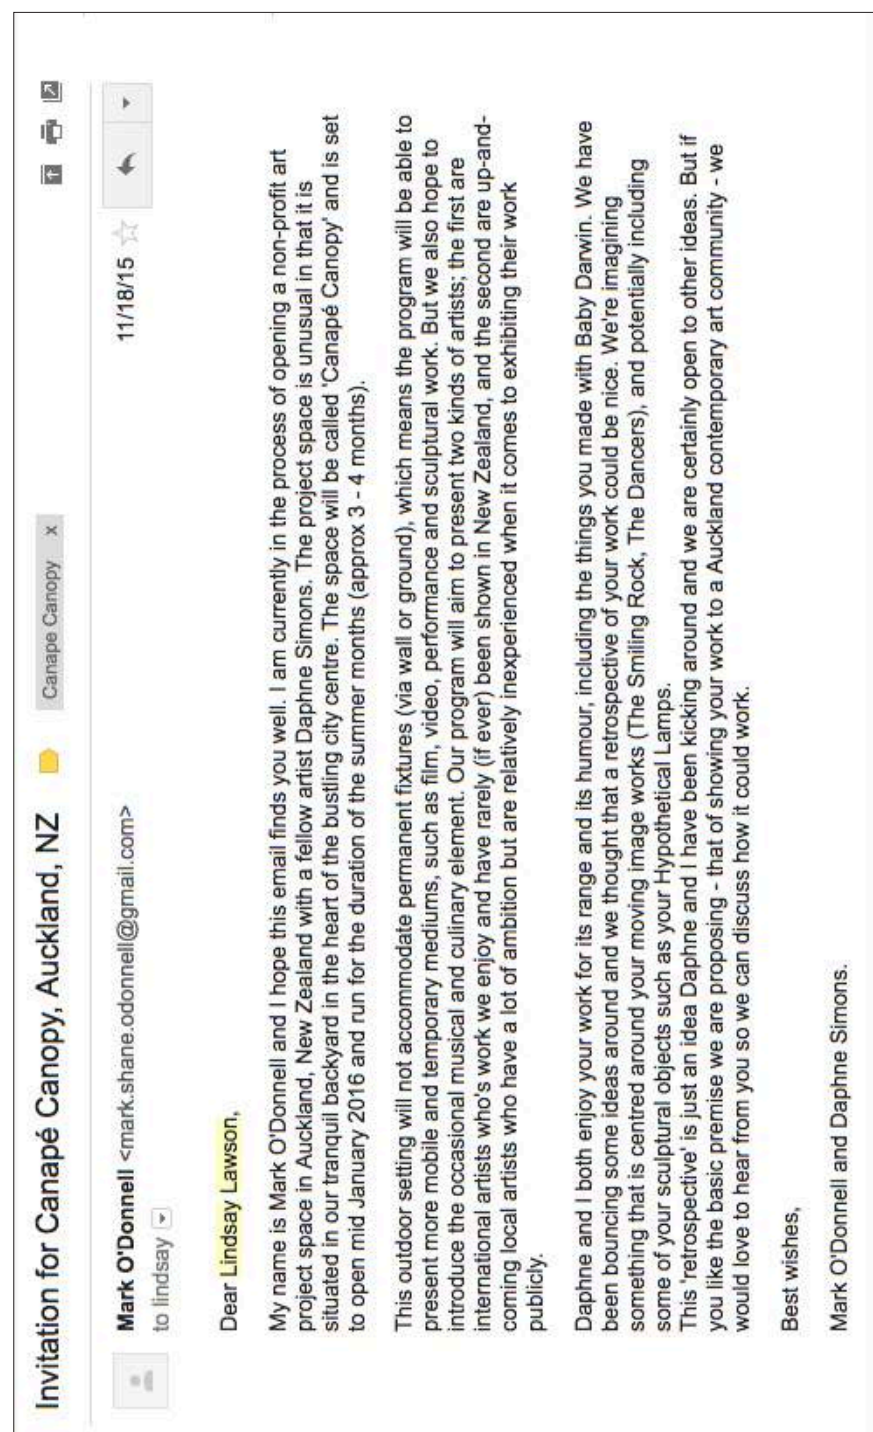 Invitation for Canapé Canopy, Auckland, NZ
Canape Canopy x
Mark O'Donnell <mark.shane.odonnell@gmail.com>
11/18/15
to lindsay
Dear Lindsay Lawson,
My name is Mark O'Donnell and I hope this email finds you well. I am currently in the process of opening a non-profit art
project space in Auckland, New Zealand with a fellow artist Daphne Simons. The project space is unusual in that it is
situated in our tranquil backyard in the heart of the bustling city centre. The space will be called 'Canapé Canopy' and is set
to open mid January 2016 and run for the duration of the summer months (approx 3 - 4 months).
This outdoor setting will not accommodate permanent fixtures (via wall or ground), which means the program will be able to
present more mobile and temporary mediums, such as film, video, performance and sculptural work. But we also hope to
introduce the occasional musical and culinary element. Our program will aim to present two kinds of artists; the first are
international artists who's work we enjoy and have rarely (if ever) been shown in New Zealand, and the second are up-and-
coming local artists who have a lot of ambition but are relatively inexperienced when it comes to exhibiting their work
publicly.
Daphne and I both enjoy your work for its range and its humour, including the things you made with Baby Darwin. We have
been bouncing some ideas around and we thought that a retrospective of your work could be nice. We're imagining
something that is centred around your moving image works (The Smiling Rock, The Dancers), and potentially including
some of your sculptural objects such as your Hypothetical Lamps.
This 'retrospective' is just an idea Daphne and I have been kicking around and we are certainly open to other ideas. But if
you like the basic premise we are proposing - that of showing your work to a Auckland contemporary art community - we
would love to hear from you so we can discuss how it could work.
Best wishes,
Mark O'Donnell and Daphne Simons.